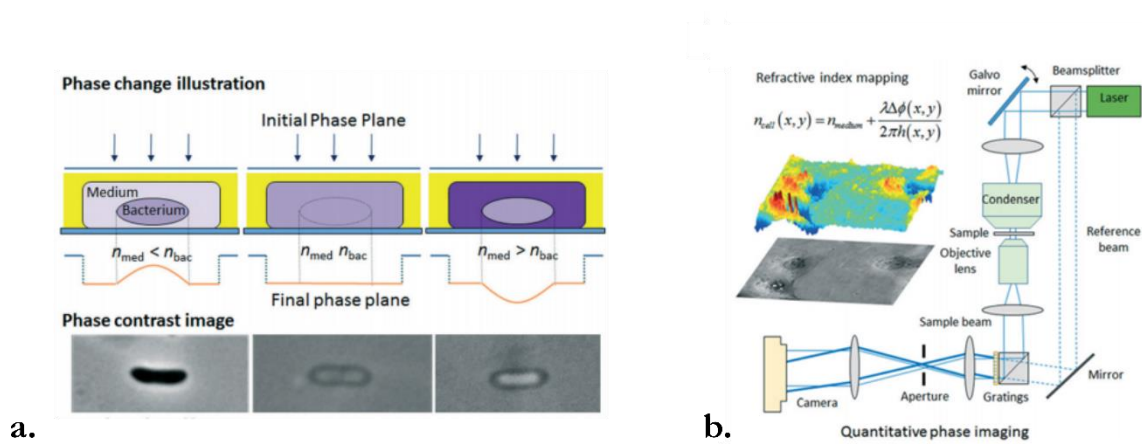 Phase change illustration
Initial Phase Plane
Medium
Bacterium
n_med < n_bac
n_med n_bac
n_med > n_bac
Final phase plane
Phase contrast image
a.
Refractive index mapping
n_cell (x,y) = n_medium + λΔϕ(x,y) / 2πh(x,y)
Galvo
mirror
Beamsplitter
Laser
Condenser
Sample
Objective
lens
Reference
beam
Sample beam
Camera
Aperture
Gratings
Mirror
Quantitative phase imaging
b.